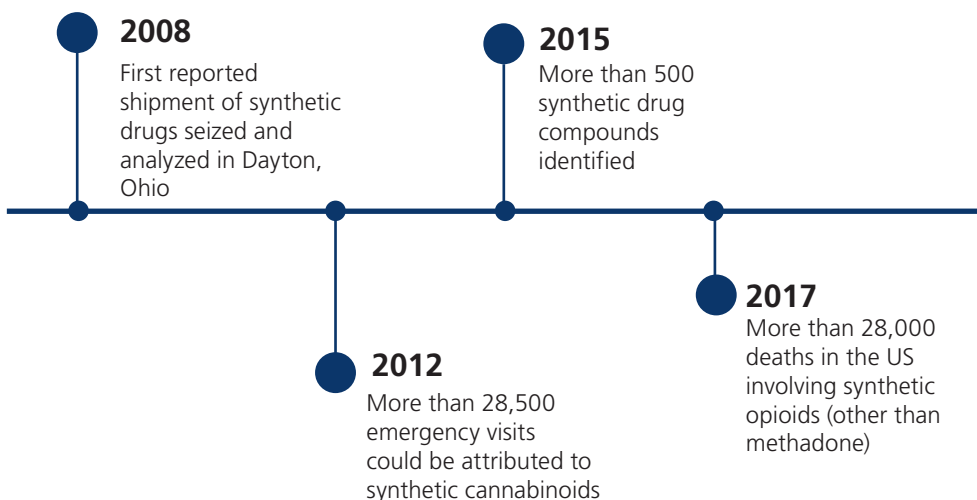 2008
First reported
shipment of synthetic
drugs seized and
analyzed in Dayton,
Ohio
2012
More than 28,500
emergency visits
could be attributed to
synthetic cannabinoids
2015
More than 500
synthetic drug
compounds
identified
2017
More than 28,000
deaths in the US
involving synthetic
opioids (other than
methadone)